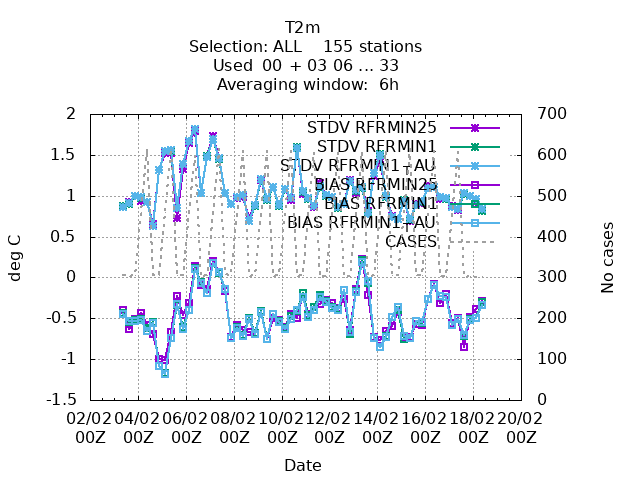 T2m
Selection: ALL 155 stations
Used 00 + 03 06 ... 33
Averaging window: 6h
2
1.5
1
0.5
0
-0.5
-1
-1.5
deg C
700
600
500
400
300
200
100
0
No cases
STDV RFRMIN25
STDV RFRMIN1
STDV RFRMIN1+AU
BIAS RFRMIN25
BIAS RFRMIN1
BIAS RFRMIN1+AU
CASES
02/02 04/02 06/02 08/02 10/02 12/02 14/02 16/02 18/02 20/02
00Z 00Z 00Z 00Z 00Z 00Z 00Z 00Z 00Z 00Z
Date